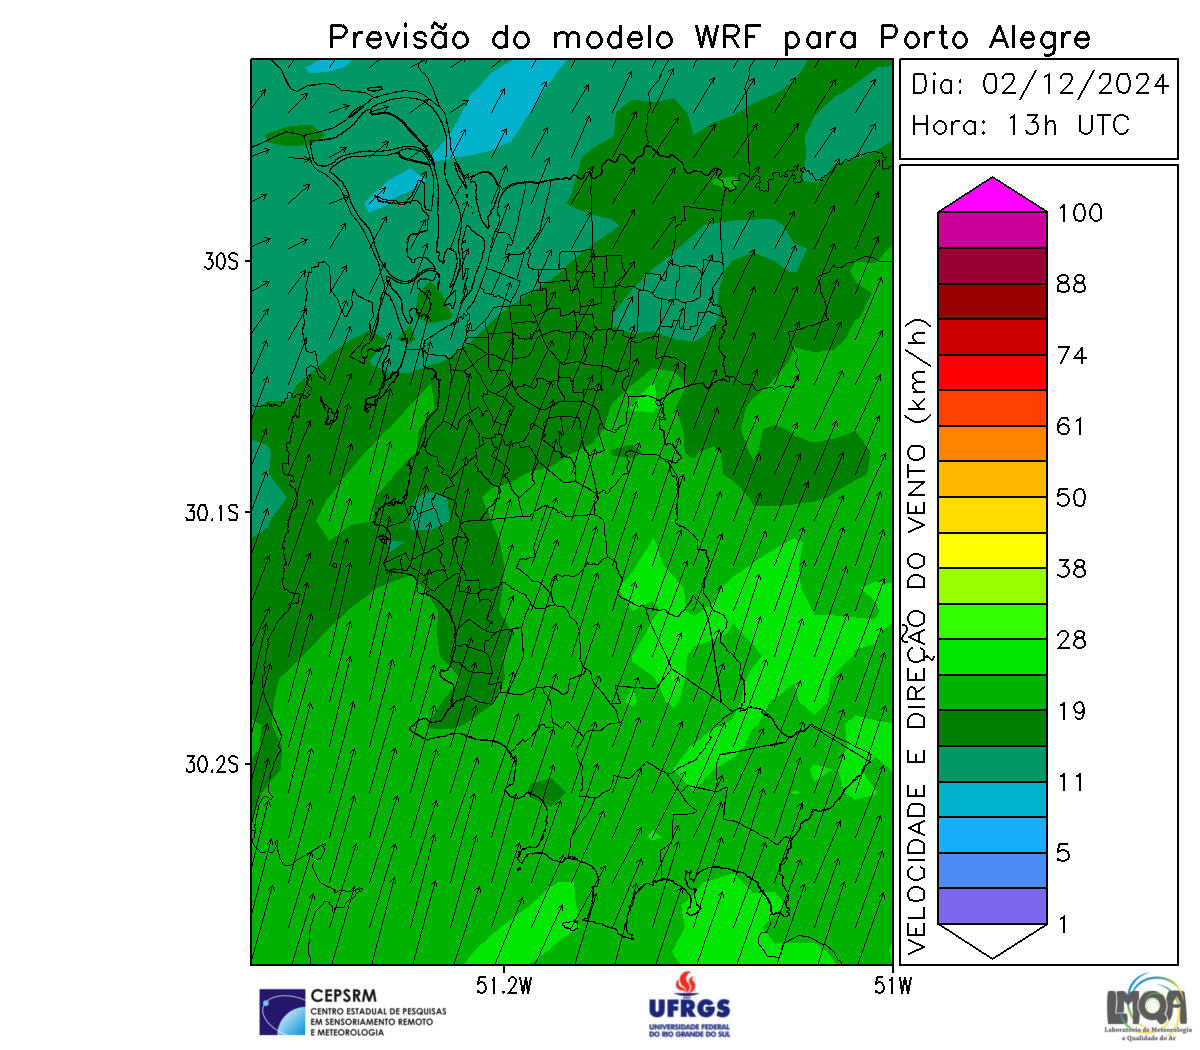 Previsão do modelo WRF para Porto Alegre
Dia: 02/12/2024
Hora: 13h UTC
100
88
74
61
50
38
28
19
11
5
1
VELOCIDADE E DIREÇÃO DO VENTO (km/h)
30S
30.1S
30.2S
51.2W
51W
CEPSRM
CENTRO ESTADUAL DE PESQUISAS
EM SENSORIAMENTO REMOTO
E METEOROLOGIA
UFRGS
UNIVERSIDADE FEDERAL
DO RIO GRANDE DO SUL
LMQA
Laboratório de Meteorologia
e Qualidade do Ar